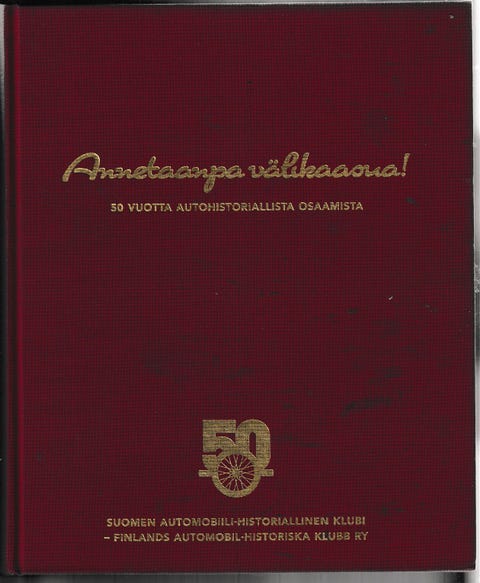 Annetaanpa välikaasua!
50 VUOTTA AUTOHISTORIALLISTA OSAAMISTA
50
SUOMEN AUTOMOBIILI-HISTORIALLINEN KLUBI
– FINLANDS AUTOMOBIL-HISTORISKA KLUBB RY